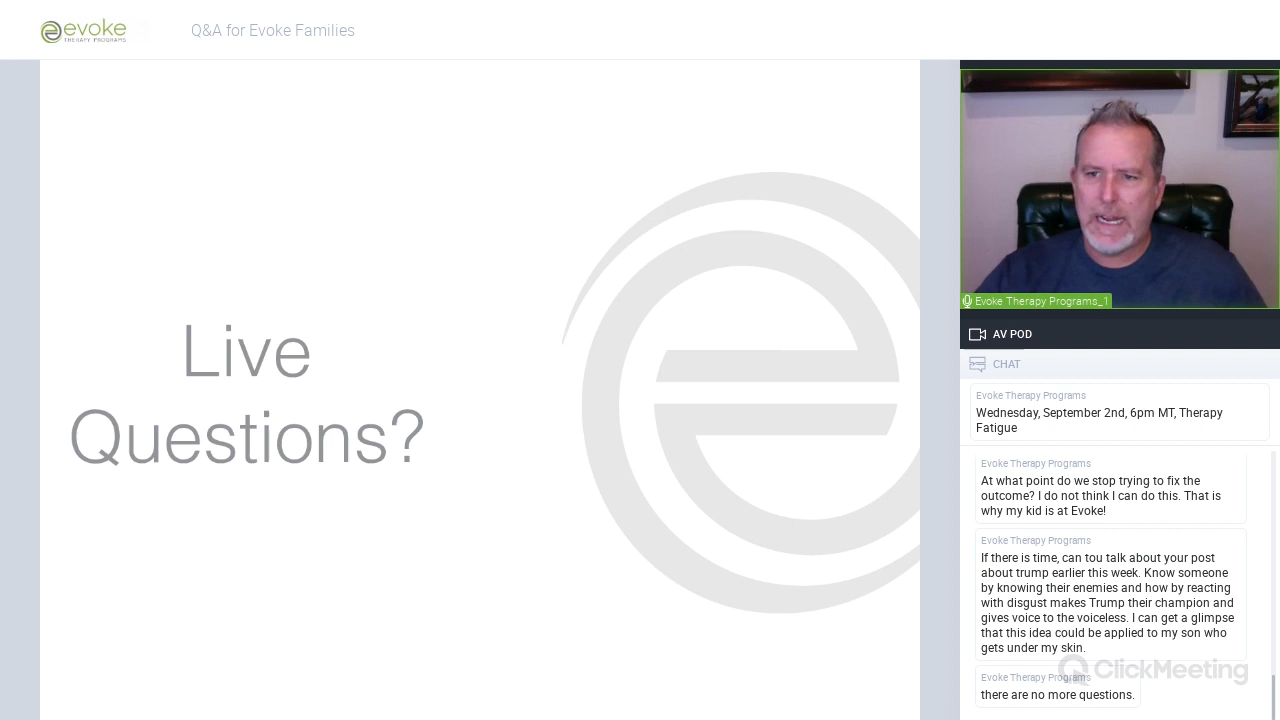 evoke
THERAPY PROGRAMS
Q&A for Evoke Families
Live
Questions?
Evoke Therapy Programs_1
AV POD
CHAT
Evoke Therapy Programs
Wednesday, September 2nd, 6pm MT, Therapy
Fatigue
Evoke Therapy Programs
At what point do we stop trying to fix the
outcome? I do not think I can do this. That is
why my kid is at Evoke!
Evoke Therapy Programs
If there is time, can tou talk about your post
about trump earlier this week. Know someone
by knowing their enemies and how by reacting
with disgust makes Trump their champion and
gives voice to the voiceless. I can get a glimpse
that this idea could be applied to my son who
gets under my skin.
ClickMeeting
Evoke Therapy Programs
there are no more questions.